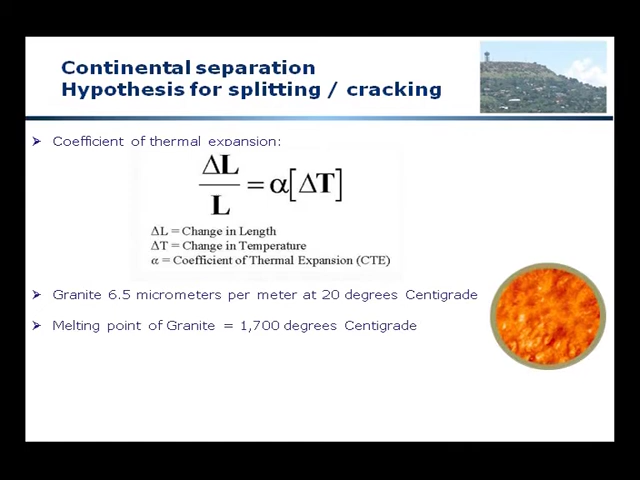 Continental separation
Hypothesis for splitting / cracking
Coefficient of thermal expansion:
ΔL
— = α[ΔT]
L
ΔL = Change in Length
ΔT = Change in Temperature
α = Coefficient of Thermal Expansion (CTE)
Granite 6.5 micrometers per meter at 20 degrees Centigrade
Melting point of Granite = 1,700 degrees Centigrade